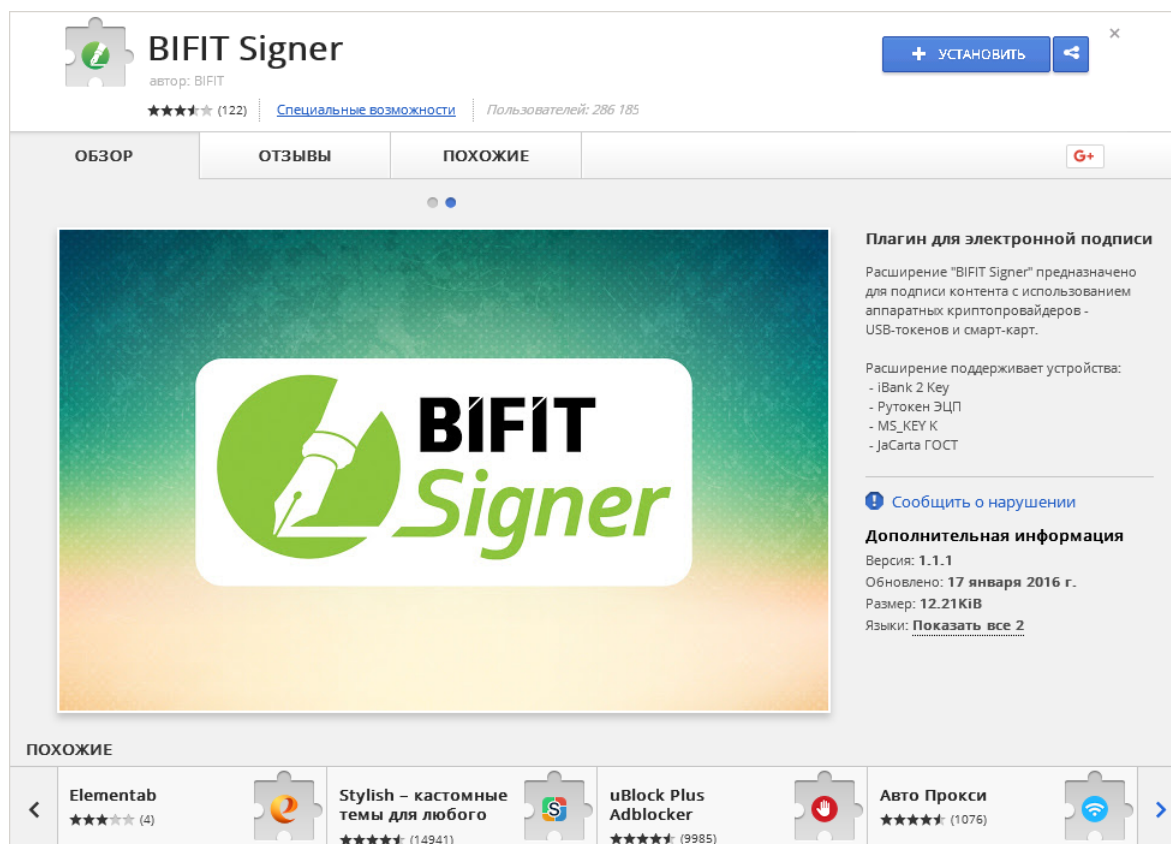 BIFIT Signer
автор: BIFIT
(122) Специальные возможности Пользователей: 286 185
× + УСТАНОВИТЬ
ОБЗОР ОТЗЫВЫ ПОХОЖИЕ G+
BIFIT
Signer
Плагин для электронной подписи
Расширение "BIFIT Signer" предназначено
для подписи контента с использованием
аппаратных криптопровайдеров -
USB-токенов и смарт-карт.
Расширение поддерживает устройства:
- iBank 2 Key
- Рутокен ЭЦП
- MS_KEY K
- JaCarta ГОСТ
Сообщить о нарушении
Дополнительная информация
Версия: 1.1.1
Обновлено: 17 января 2016 г.
Размер: 12.21KiB
Языки: Показать все 2
ПОХОЖИЕ
Elementab
(4)
Stylish – кастомные
темы для любого
(14941)
S
uBlock Plus
Adblocker
(9985)
Авто Прокси
(1076)